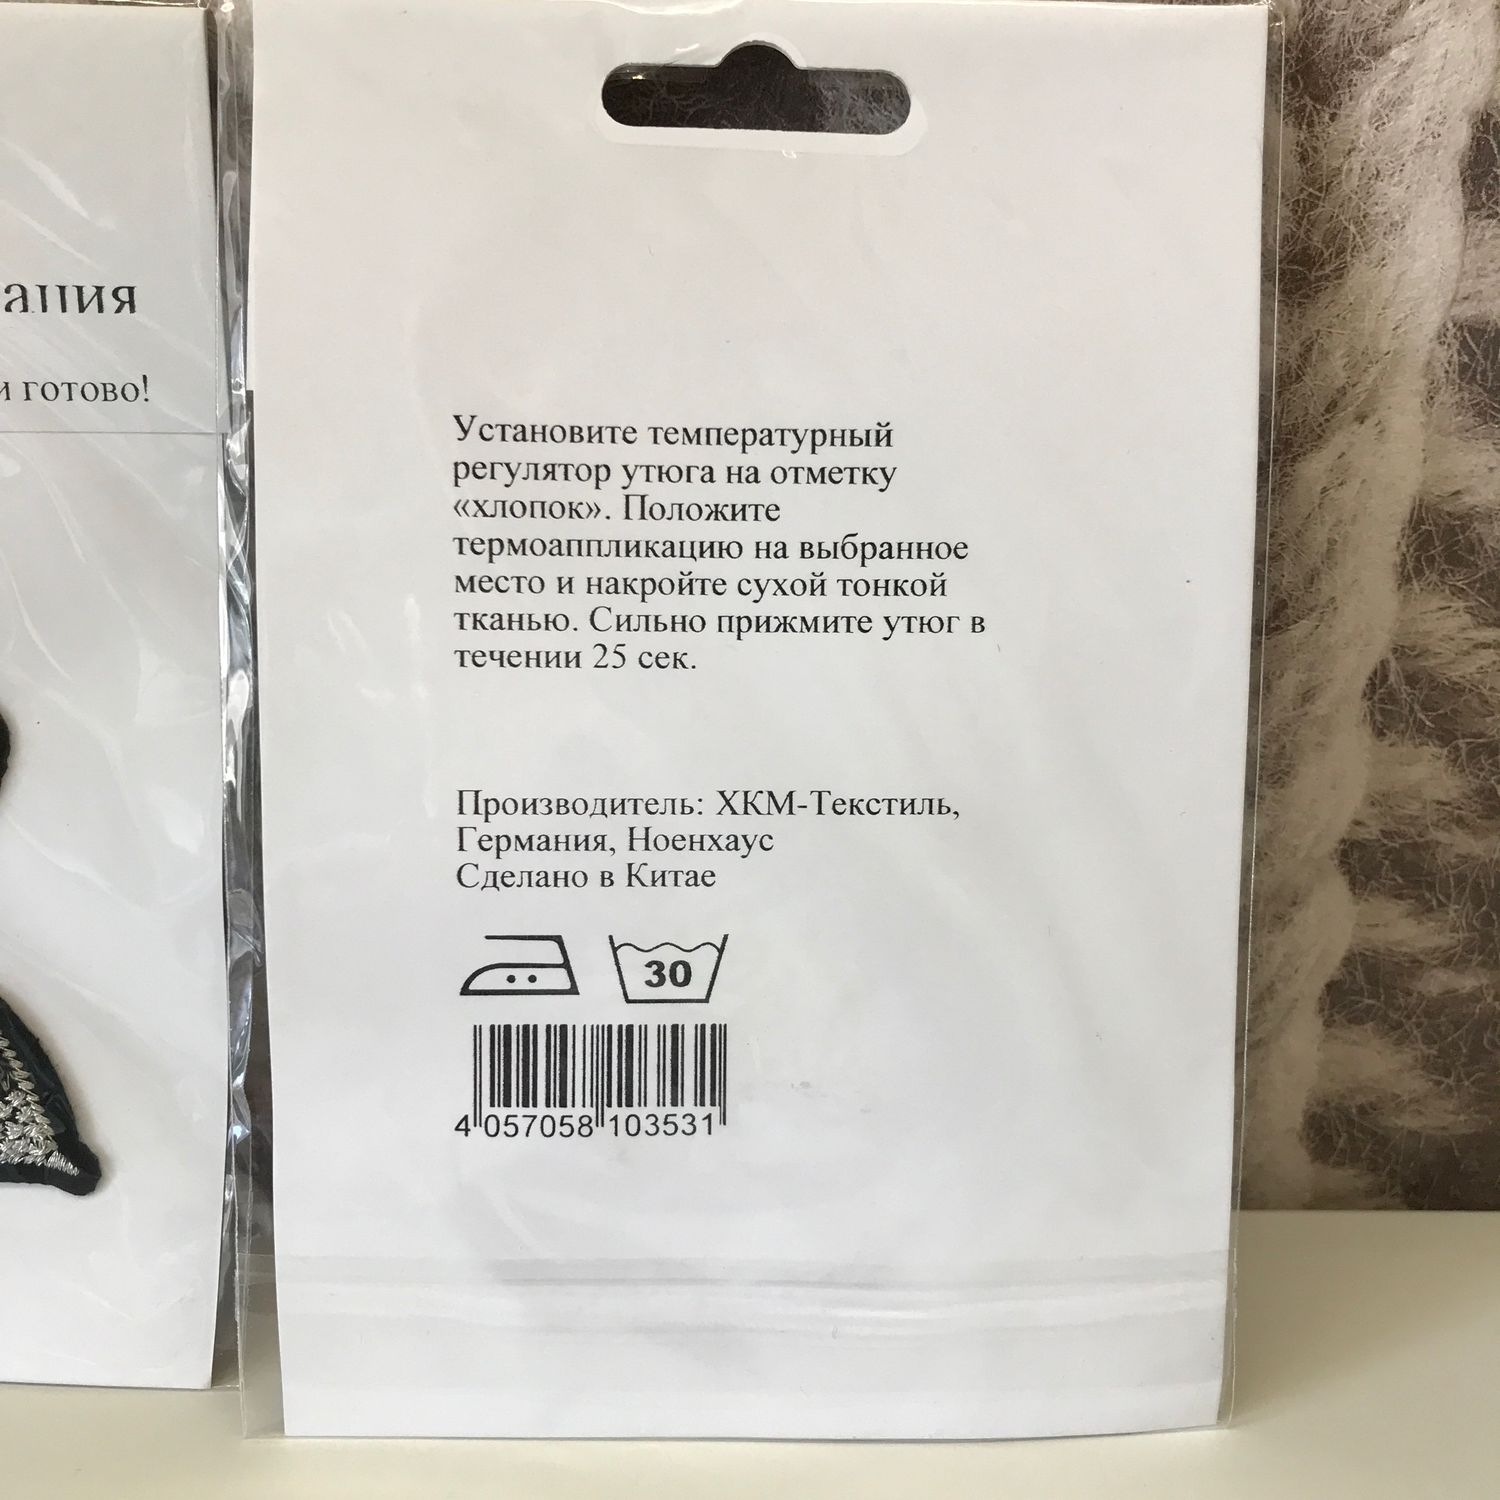 и готово!
Установите температурный
регулятор утюга на отметку
«хлопок». Положите
термоаппликацию на выбранное
место и накройте сухой тонкой
тканью. Сильно прижмите утюг в
течении 25 сек.
Производитель: ХКМ-Текстиль,
Германия, Ноенхаус
Сделано в Китае
30
4 057058 103531